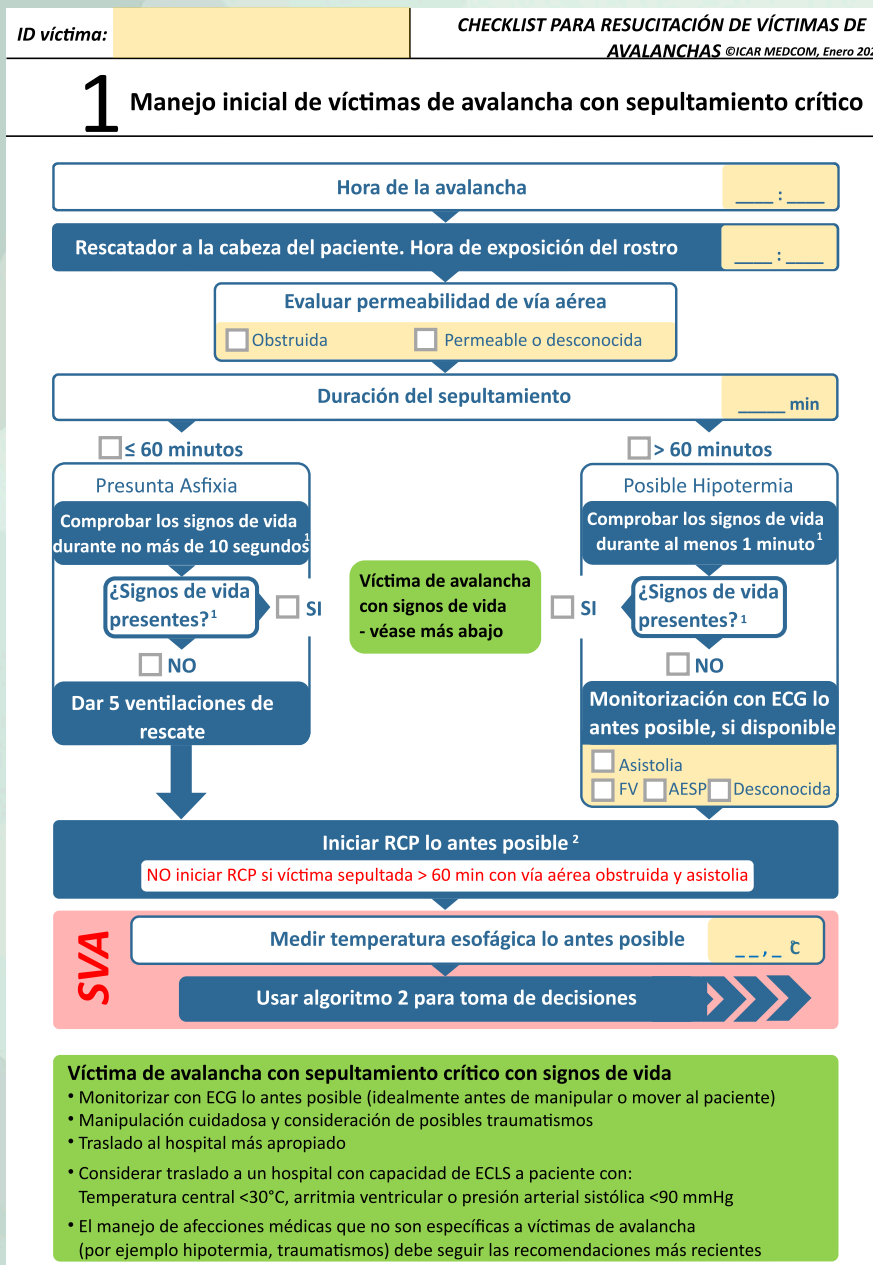 ID víctima:
CHECKLIST PARA RESUCITACIÓN DE VÍCTIMAS DE
AVALANCHAS ©ICAR MEDCOM, Enero 202
1 Manejo inicial de víctimas de avalancha con sepultamiento crítico
Hora de la avalancha ____ : ____
Rescatador a la cabeza del paciente. Hora de exposición del rostro ____ : ____
Evaluar permeabilidad de vía aérea
Obstruida Permeable o desconocida
Duración del sepultamiento _____ min
≤ 60 minutos
> 60 minutos
Presunta Asfixia
Comprobar los signos de vida
durante no más de 10 segundos1
¿Signos de vida
presentes?1
SI
NO
Dar 5 ventilaciones de
rescate
Víctima de avalancha
con signos de vida
- véase más abajo
Posible Hipotermia
Comprobar los signos de vida
durante al menos 1 minuto1
SI
¿Signos de vida
presentes? 1
NO
Monitorización con ECG lo
antes posible, si disponible
Asistolia
FV AESP Desconocida
Iniciar RCP lo antes posible 2
NO iniciar RCP si víctima sepultada > 60 min con vía aérea obstruida y asistolia
SVA
Medir temperatura esofágica lo antes posible _ _ , _ °C
Usar algoritmo 2 para toma de decisiones
Víctima de avalancha con sepultamiento crítico con signos de vida
• Monitorizar con ECG lo antes posible (idealmente antes de manipular o mover al paciente)
• Manipulación cuidadosa y consideración de posibles traumatismos
• Traslado al hospital más apropiado
• Considerar traslado a un hospital con capacidad de ECLS a paciente con:
Temperatura central <30°C, arritmia ventricular o presión arterial sistólica <90 mmHg
• El manejo de afecciones médicas que no son específicas a víctimas de avalancha
(por ejemplo hipotermia, traumatismos) debe seguir las recomendaciones más recientes